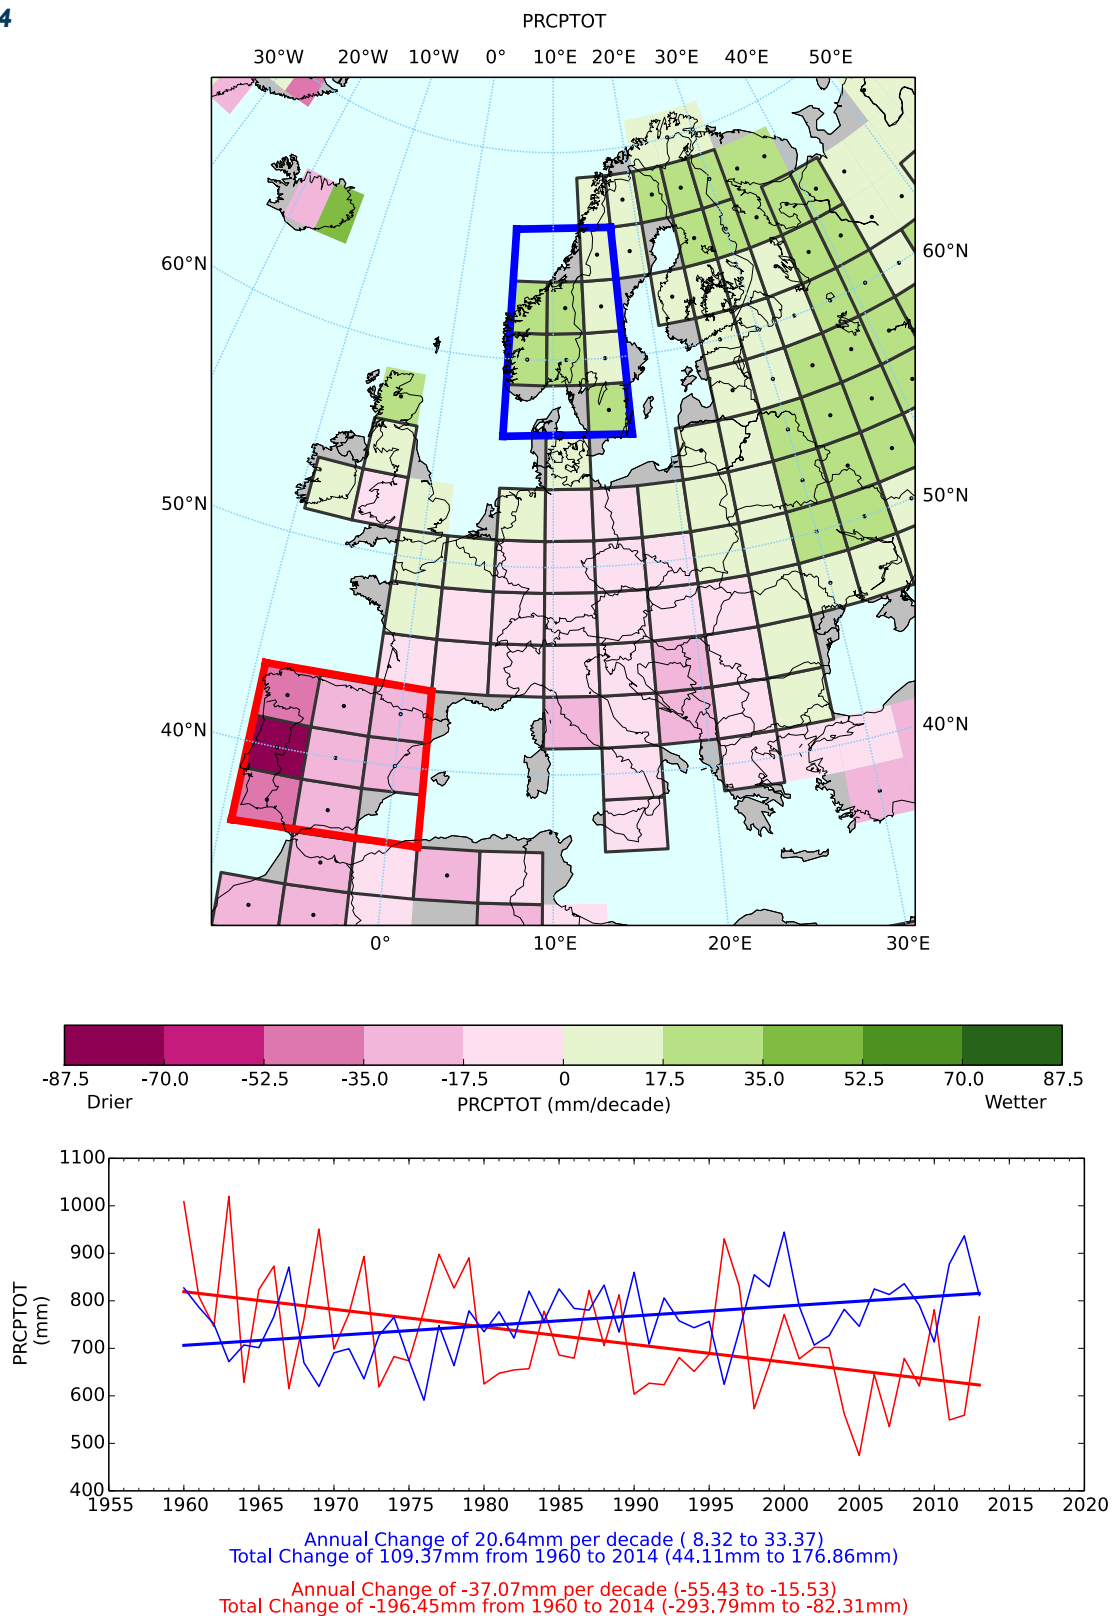 4
PRCPTOT
30°W 20°W 10°W 0° 10°E 20°E 30°E 40°E 50°E
60°N 60°N
50°N 50°N
40°N 40°N
0° 10°E 20°E 30°E
-87.5 -70.0 -52.5 -35.0 -17.5 0 17.5 35.0 52.5 70.0 87.5
Drier PRCPTOT (mm/decade) Wetter
PRCPTOT
(mm)
1100
1000
900
800
700
600
500
400
1955 1960 1965 1970 1975 1980 1985 1990 1995 2000 2005 2010 2015 2020
Annual Change of 20.64mm per decade ( 8.32 to 33.37)
Total Change of 109.37mm from 1960 to 2014 (44.11mm to 176.86mm)
Annual Change of -37.07mm per decade (-55.43 to -15.53)
Total Change of -196.45mm from 1960 to 2014 (-293.79mm to -82.31mm)